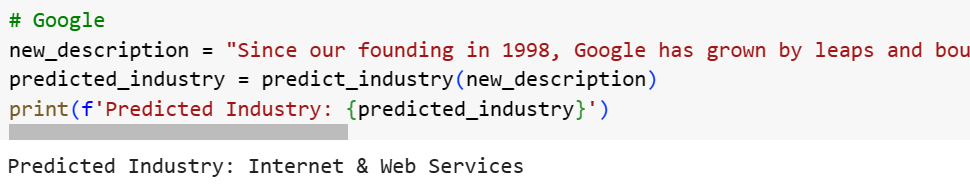 # Google
new_description = "Since our founding in 1998, Google has grown by leaps and bou
predicted_industry = predict_industry(new_description)
print(f'Predicted Industry: {predicted_industry}')
Predicted Industry: Internet & Web Services